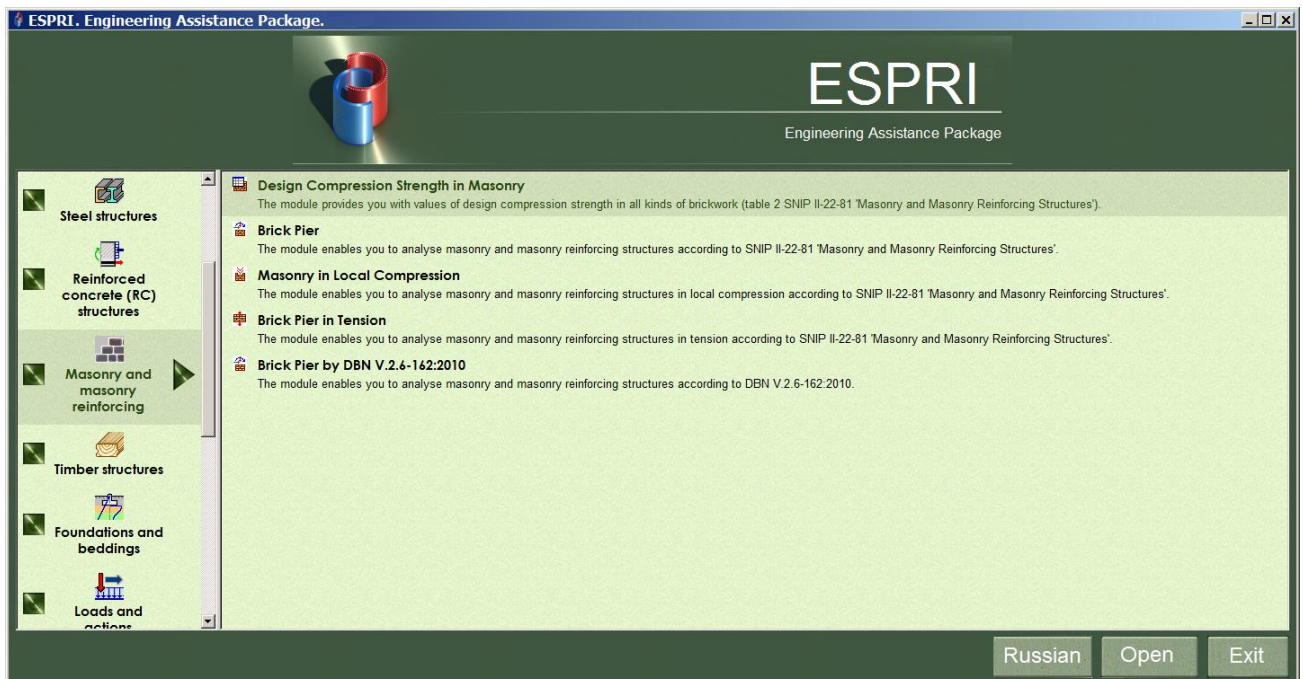 ESPRI. Engineering Assistance Package.
ESPRI
Engineering Assistance Package
Steel structures
Reinforced
concrete (RC)
structures
Masonry and
masonry
reinforcing
Timber structures
Foundations and
beddings
Loads and
actions
Design Compression Strength in Masonry
The module provides you with values of design compression strength in all kinds of brickwork (table 2 SNIP II-22-81 'Masonry and Masonry Reinforcing Structures').
Brick Pier
The module enables you to analyse masonry and masonry reinforcing structures according to SNIP II-22-81 'Masonry and Masonry Reinforcing Structures'.
Masonry in Local Compression
The module enables you to analyse masonry and masonry reinforcing structures in local compression according to SNIP II-22-81 'Masonry and Masonry Reinforcing Structures'.
Brick Pier in Tension
The module enables you to analyse masonry and masonry reinforcing structures in tension according to SNIP II-22-81 'Masonry and Masonry Reinforcing Structures'.
Brick Pier by DBN V.2.6-162:2010
The module enables you to analyse masonry and masonry reinforcing structures according to DBN V.2.6-162:2010.
Russian Open Exit